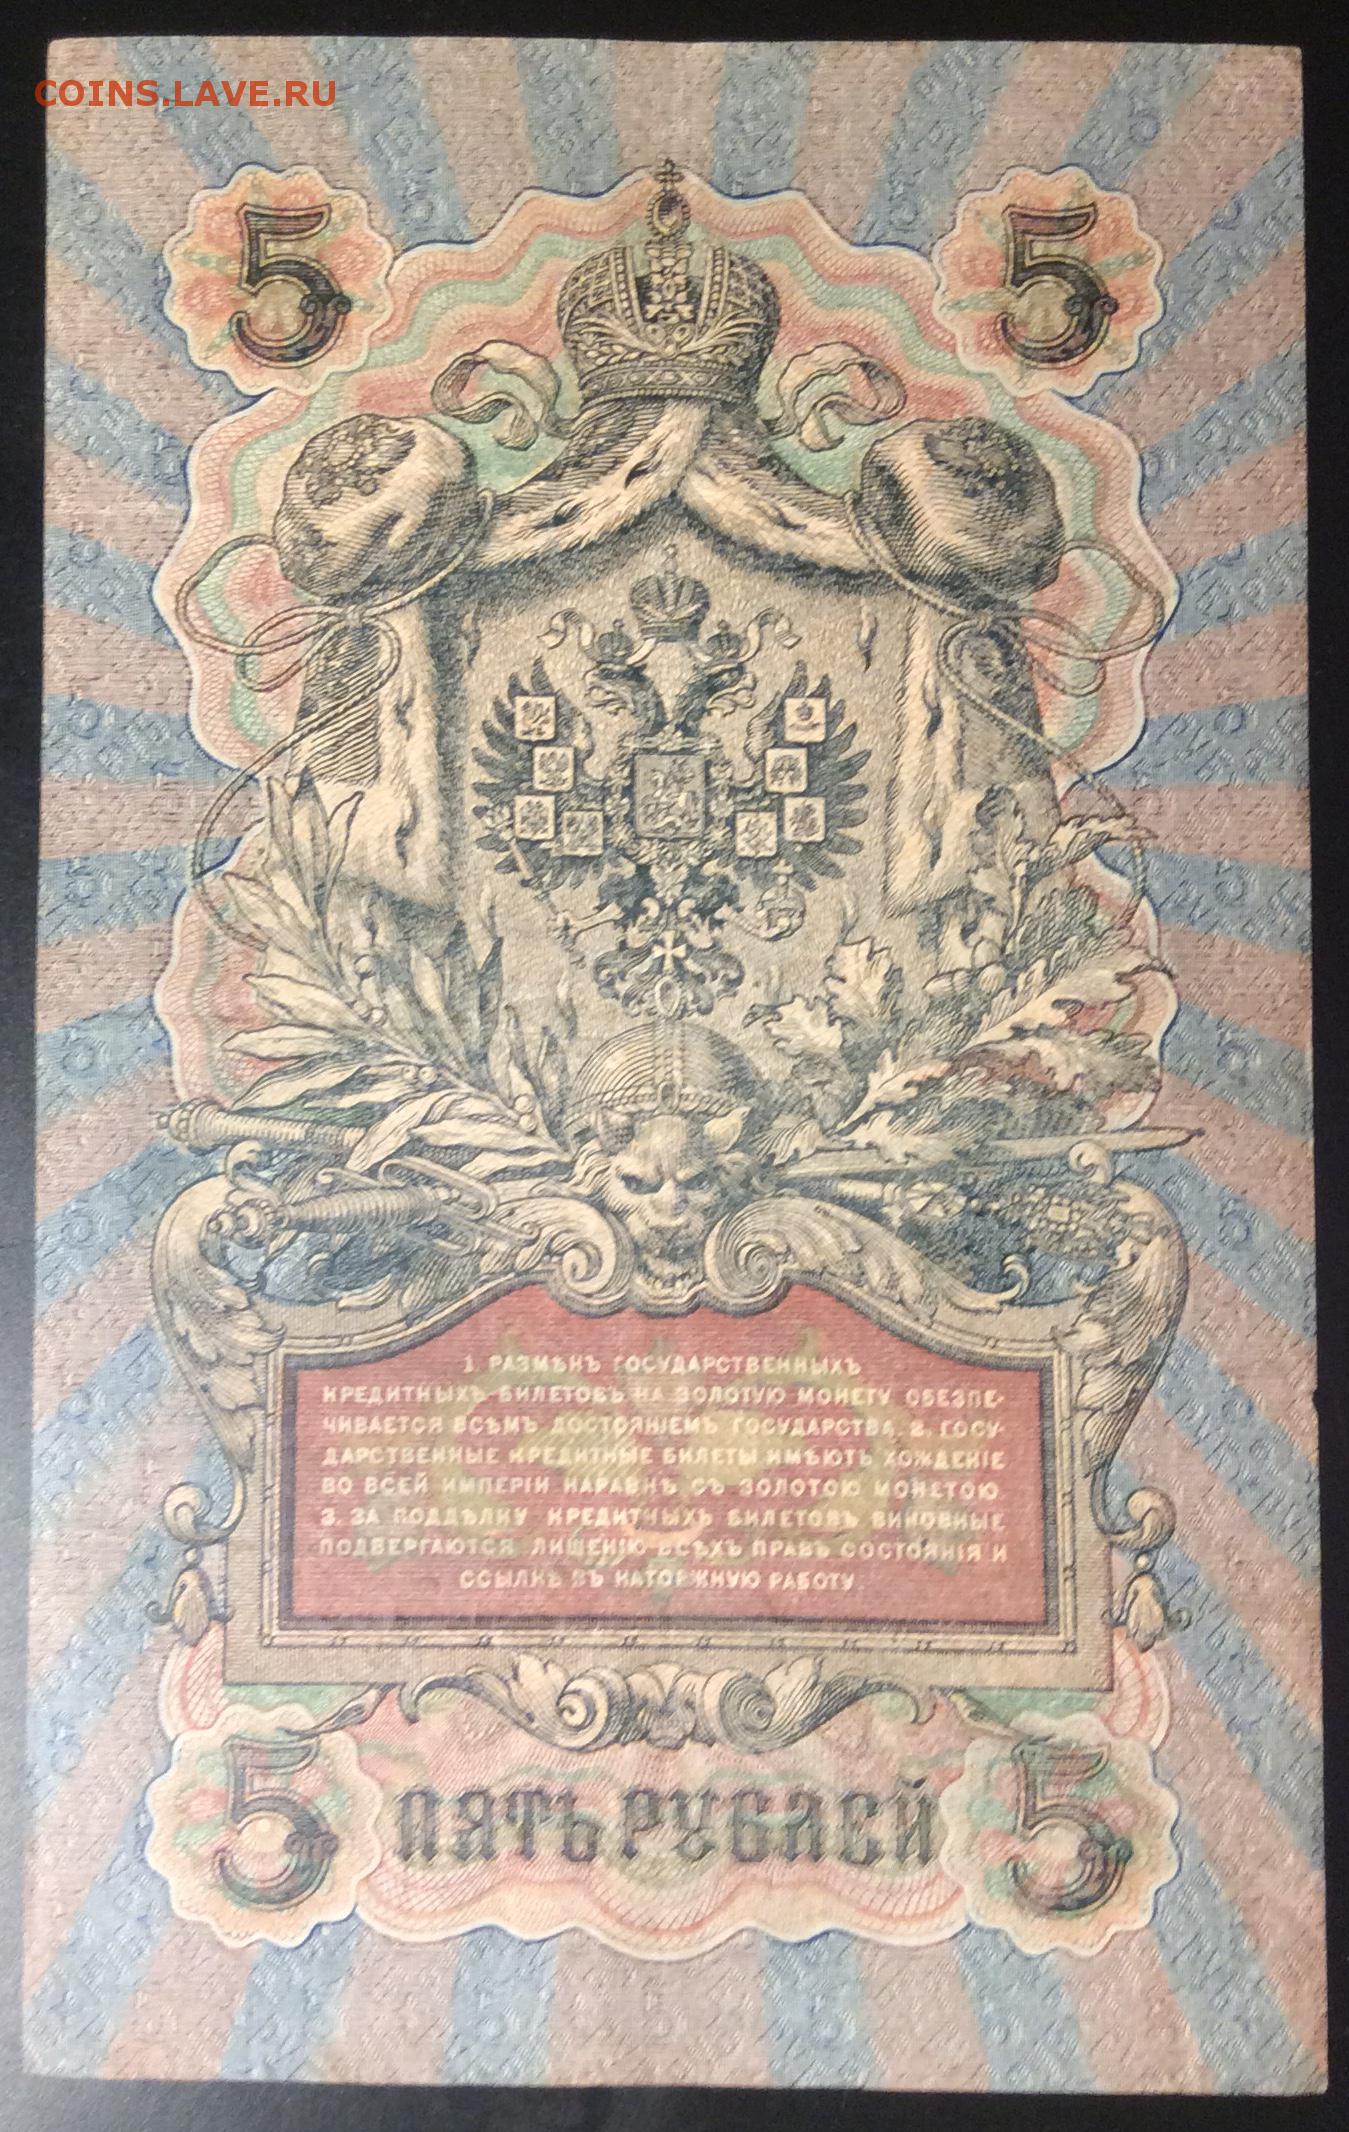 COINS.LAVE.RU
5 5
1. РАЗМѢНЪ ГОСУДАРСТВЕННЫХЪ
КРЕДИТНЫХЪ БИЛЕТОВЪ НА ЗОЛОТУЮ МОНЕТУ ОБЕЗПЕ-
ЧИВАЕТСЯ ВСѢМЪ ДОСТОЯНІЕМЪ ГОСУДАРСТВА. 2. ГОСУ-
ДАРСТВЕННЫЕ КРЕДИТНЫЕ БИЛЕТЫ ИМѢЮТЪ ХОЖДЕНІЕ
ВО ВСЕЙ ИМПЕРІИ НАРАВНѢ СЪ ЗОЛОТОЮ МОНЕТОЮ.
3. ЗА ПОДДѢЛКУ КРЕДИТНЫХЪ БИЛЕТОВЪ ВИНОВНЫЕ
ПОДВЕРГАЮТСЯ ЛИШЕНІЮ ВСѢХЪ ПРАВЪ СОСТОЯНІЯ И
ССЫЛКѢ ВЪ КАТОРЖНУЮ РАБОТУ.
5 ПЯТЬ РУБЛЕЙ 5